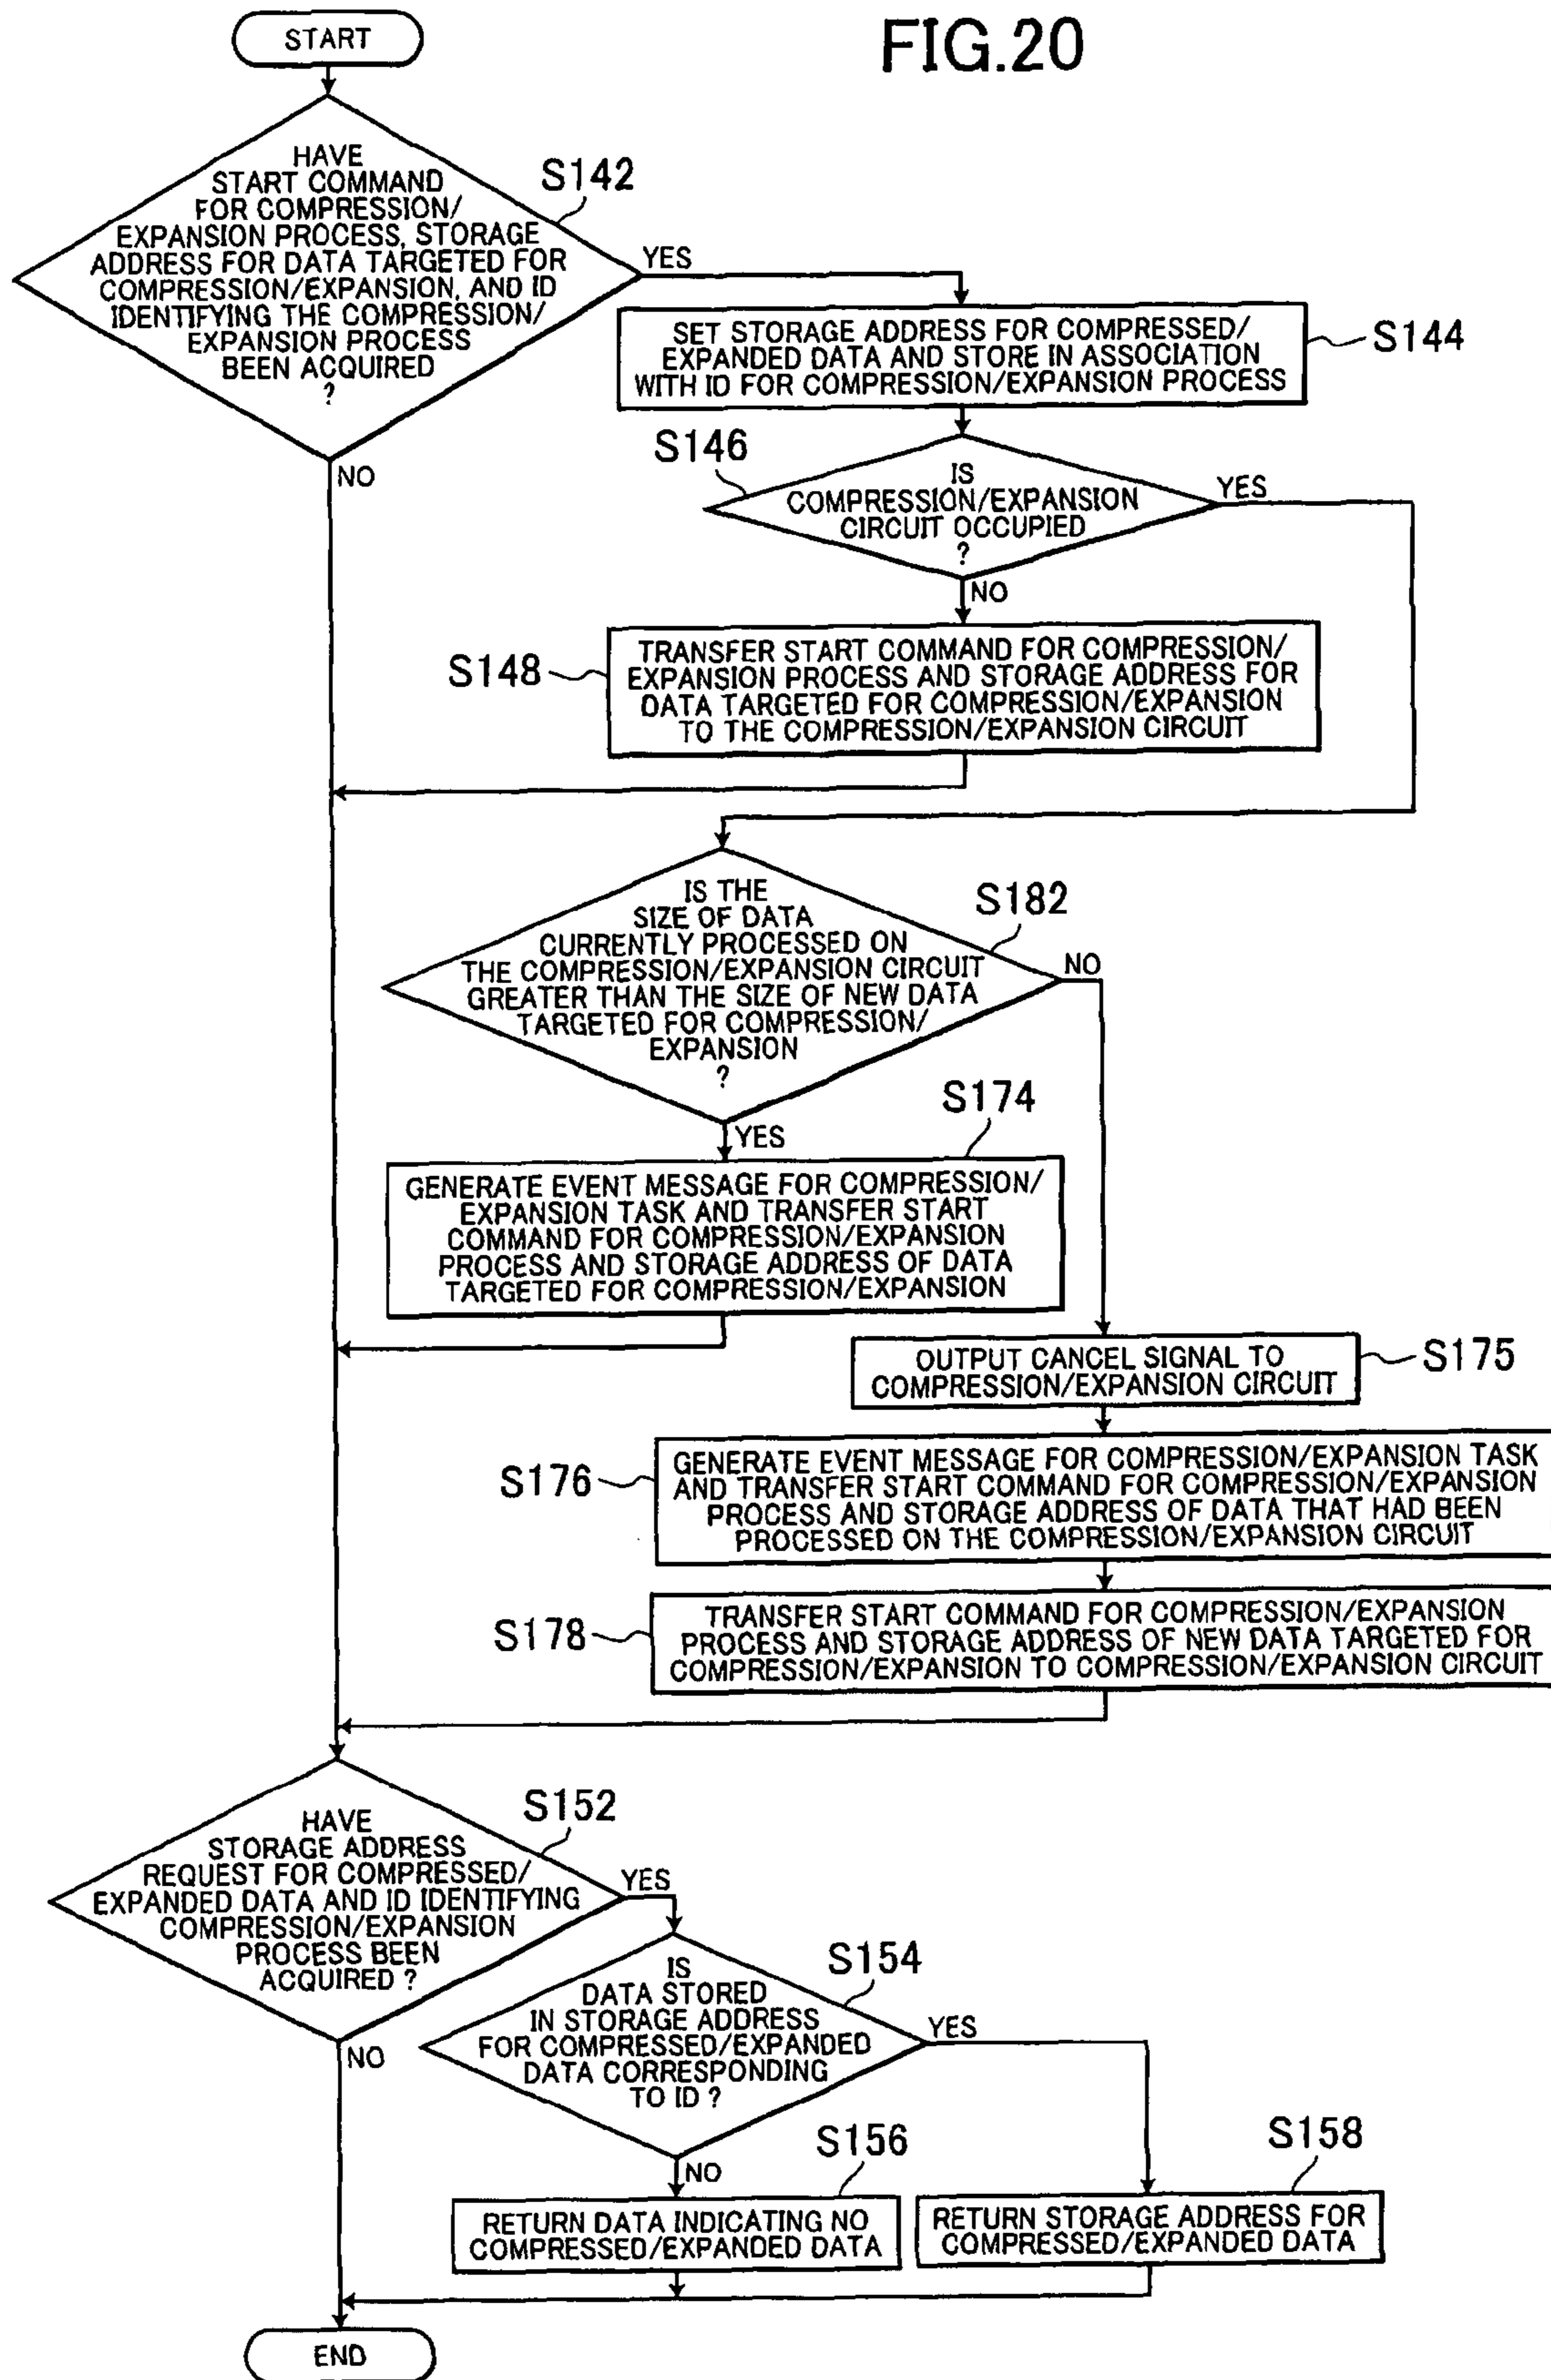 FIG.20
START
HAVE
START COMMAND
FOR COMPRESSION/
EXPANSION PROCESS, STORAGE
ADDRESS FOR DATA TARGETED FOR
COMPRESSION/EXPANSION, AND ID
IDENTIFYING THE COMPRESSION/
EXPANSION PROCESS
BEEN ACQUIRED
?
S142
YES
NO
SET STORAGE ADDRESS FOR COMPRESSED/
EXPANDED DATA AND STORE IN ASSOCIATION
WITH ID FOR COMPRESSION/EXPANSION PROCESS
S144
S146
IS
COMPRESSION/EXPANSION
CIRCUIT OCCUPIED
?
YES
NO
S148
TRANSFER START COMMAND FOR COMPRESSION/
EXPANSION PROCESS AND STORAGE ADDRESS FOR
DATA TARGETED FOR COMPRESSION/EXPANSION
TO THE COMPRESSION/EXPANSION CIRCUIT
IS THE
SIZE OF DATA
CURRENTLY PROCESSED ON
THE COMPRESSION/EXPANSION CIRCUIT
GREATER THAN THE SIZE OF NEW DATA
TARGETED FOR COMPRESSION/
EXPANSION
?
S182
NO
YES
S174
GENERATE EVENT MESSAGE FOR COMPRESSION/
EXPANSION TASK AND TRANSFER START
COMMAND FOR COMPRESSION/EXPANSION
PROCESS AND STORAGE ADDRESS OF DATA
TARGETED FOR COMPRESSION/EXPANSION
OUTPUT CANCEL SIGNAL TO
COMPRESSION/EXPANSION CIRCUIT
S175
S176
GENERATE EVENT MESSAGE FOR COMPRESSION/EXPANSION TASK
AND TRANSFER START COMMAND FOR COMPRESSION/EXPANSION
PROCESS AND STORAGE ADDRESS OF DATA THAT HAD BEEN
PROCESSED ON THE COMPRESSION/EXPANSION CIRCUIT
S178
TRANSFER START COMMAND FOR COMPRESSION/EXPANSION
PROCESS AND STORAGE ADDRESS OF NEW DATA TARGETED FOR
COMPRESSION/EXPANSION TO COMPRESSION/EXPANSION CIRCUIT
HAVE
STORAGE ADDRESS
REQUEST FOR COMPRESSED/
EXPANDED DATA AND ID IDENTIFYING
COMPRESSION/EXPANSION
PROCESS BEEN
ACQUIRED ?
S152
YES
NO
IS
DATA STORED
IN STORAGE ADDRESS
FOR COMPRESSED/EXPANDED
DATA CORRESPONDING
TO ID ?
S154
YES
NO
S156
RETURN DATA INDICATING NO
COMPRESSED/EXPANDED DATA
S158
RETURN STORAGE ADDRESS FOR
COMPRESSED/EXPANDED DATA
END